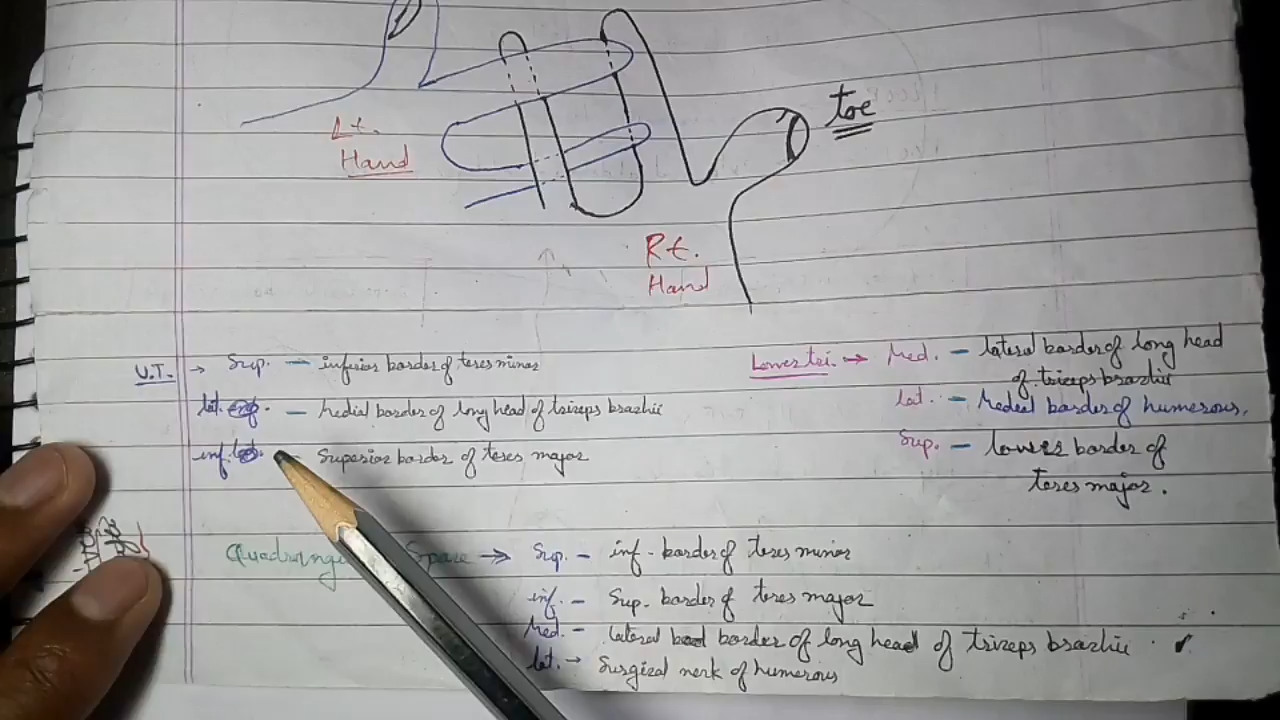 toe
Lt.
Hand
Rt.
Hand
U.T. → Sup. — inferior border of teres minor
lat. — Medial border of long head of triceps brachii
inf. — Superior border of teres major
Lower tri. → Med. — lateral border of long head
of triceps brachii
lat. — Medial border of humerous,
Sup. — lower border of
teres major.
Space → Sup. — inf. border of teres minor
inf. — Sup. border of teres major
Med. — lateral border of long head of triceps brachii.
lat. → Surgical neck of humerous